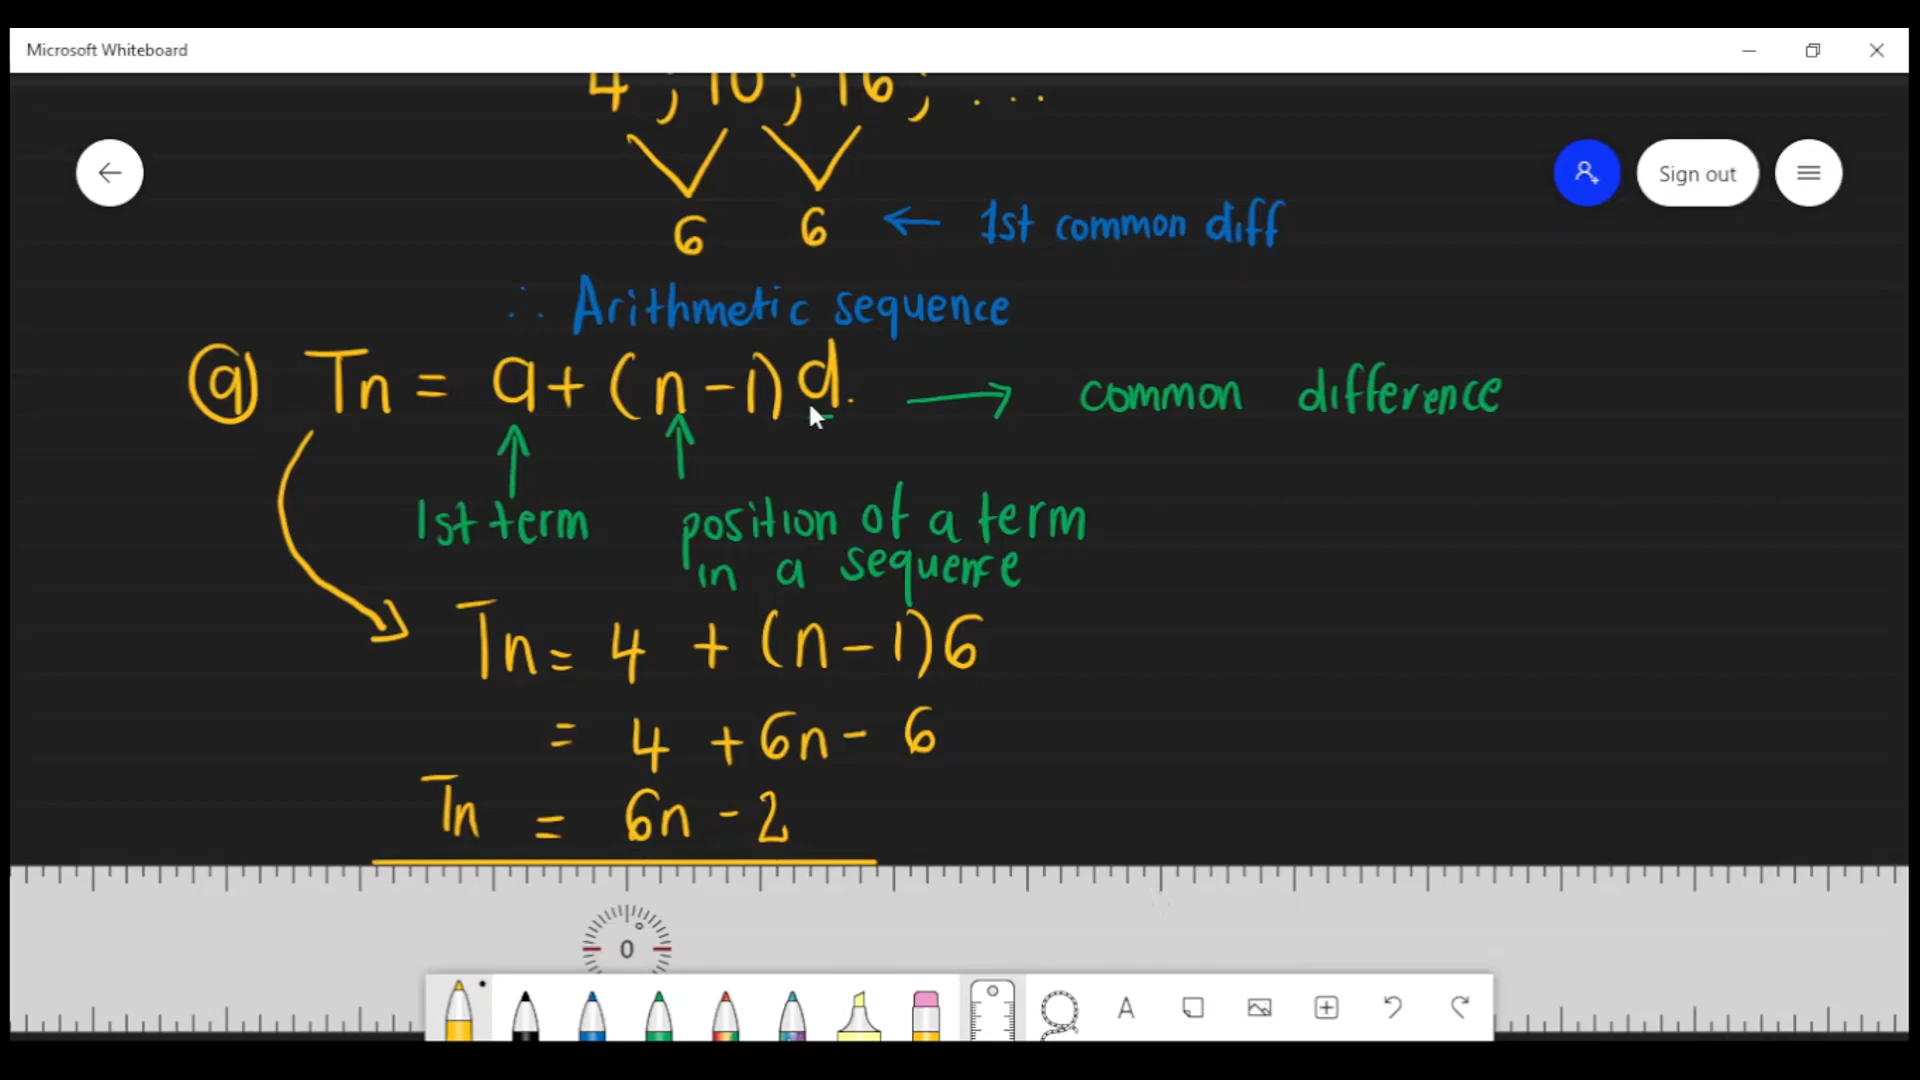 Microsoft Whiteboard
4 ; 10 ; 16 ; ...
Sign out
6 6 ← 1st common diff
∴ Arithmetic sequence
ⓐ Tn = a + (n - 1) d. → common difference
1st term position of a term
in a sequence
Tn = 4 + (n - 1) 6
= 4 + 6n - 6
Tn = 6n - 2
0
A